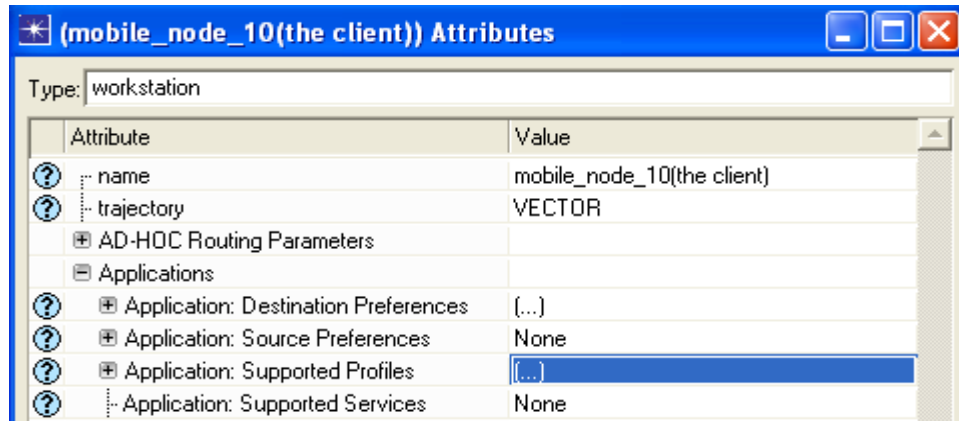 (mobile_node_10(the client)) Attributes
Type: workstation
Attribute Value
name mobile_node_10(the client)
trajectory VECTOR
AD-HOC Routing Parameters
Applications
Application: Destination Preferences (...)
Application: Source Preferences None
Application: Supported Profiles (...)
Application: Supported Services None